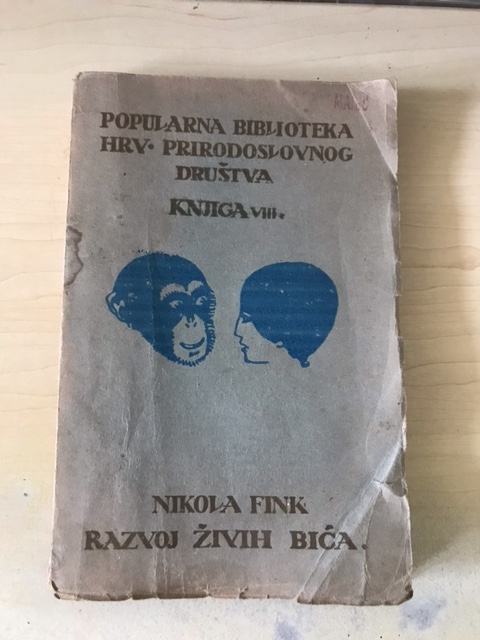 POPULARNA BIBLIOTEKA
HRV. PRIRODOSLOVNOG
DRUŠTVA
KNJIGA VIII.
NIKOLA FINK
RAZVOJ ŽIVIH BIĆA.